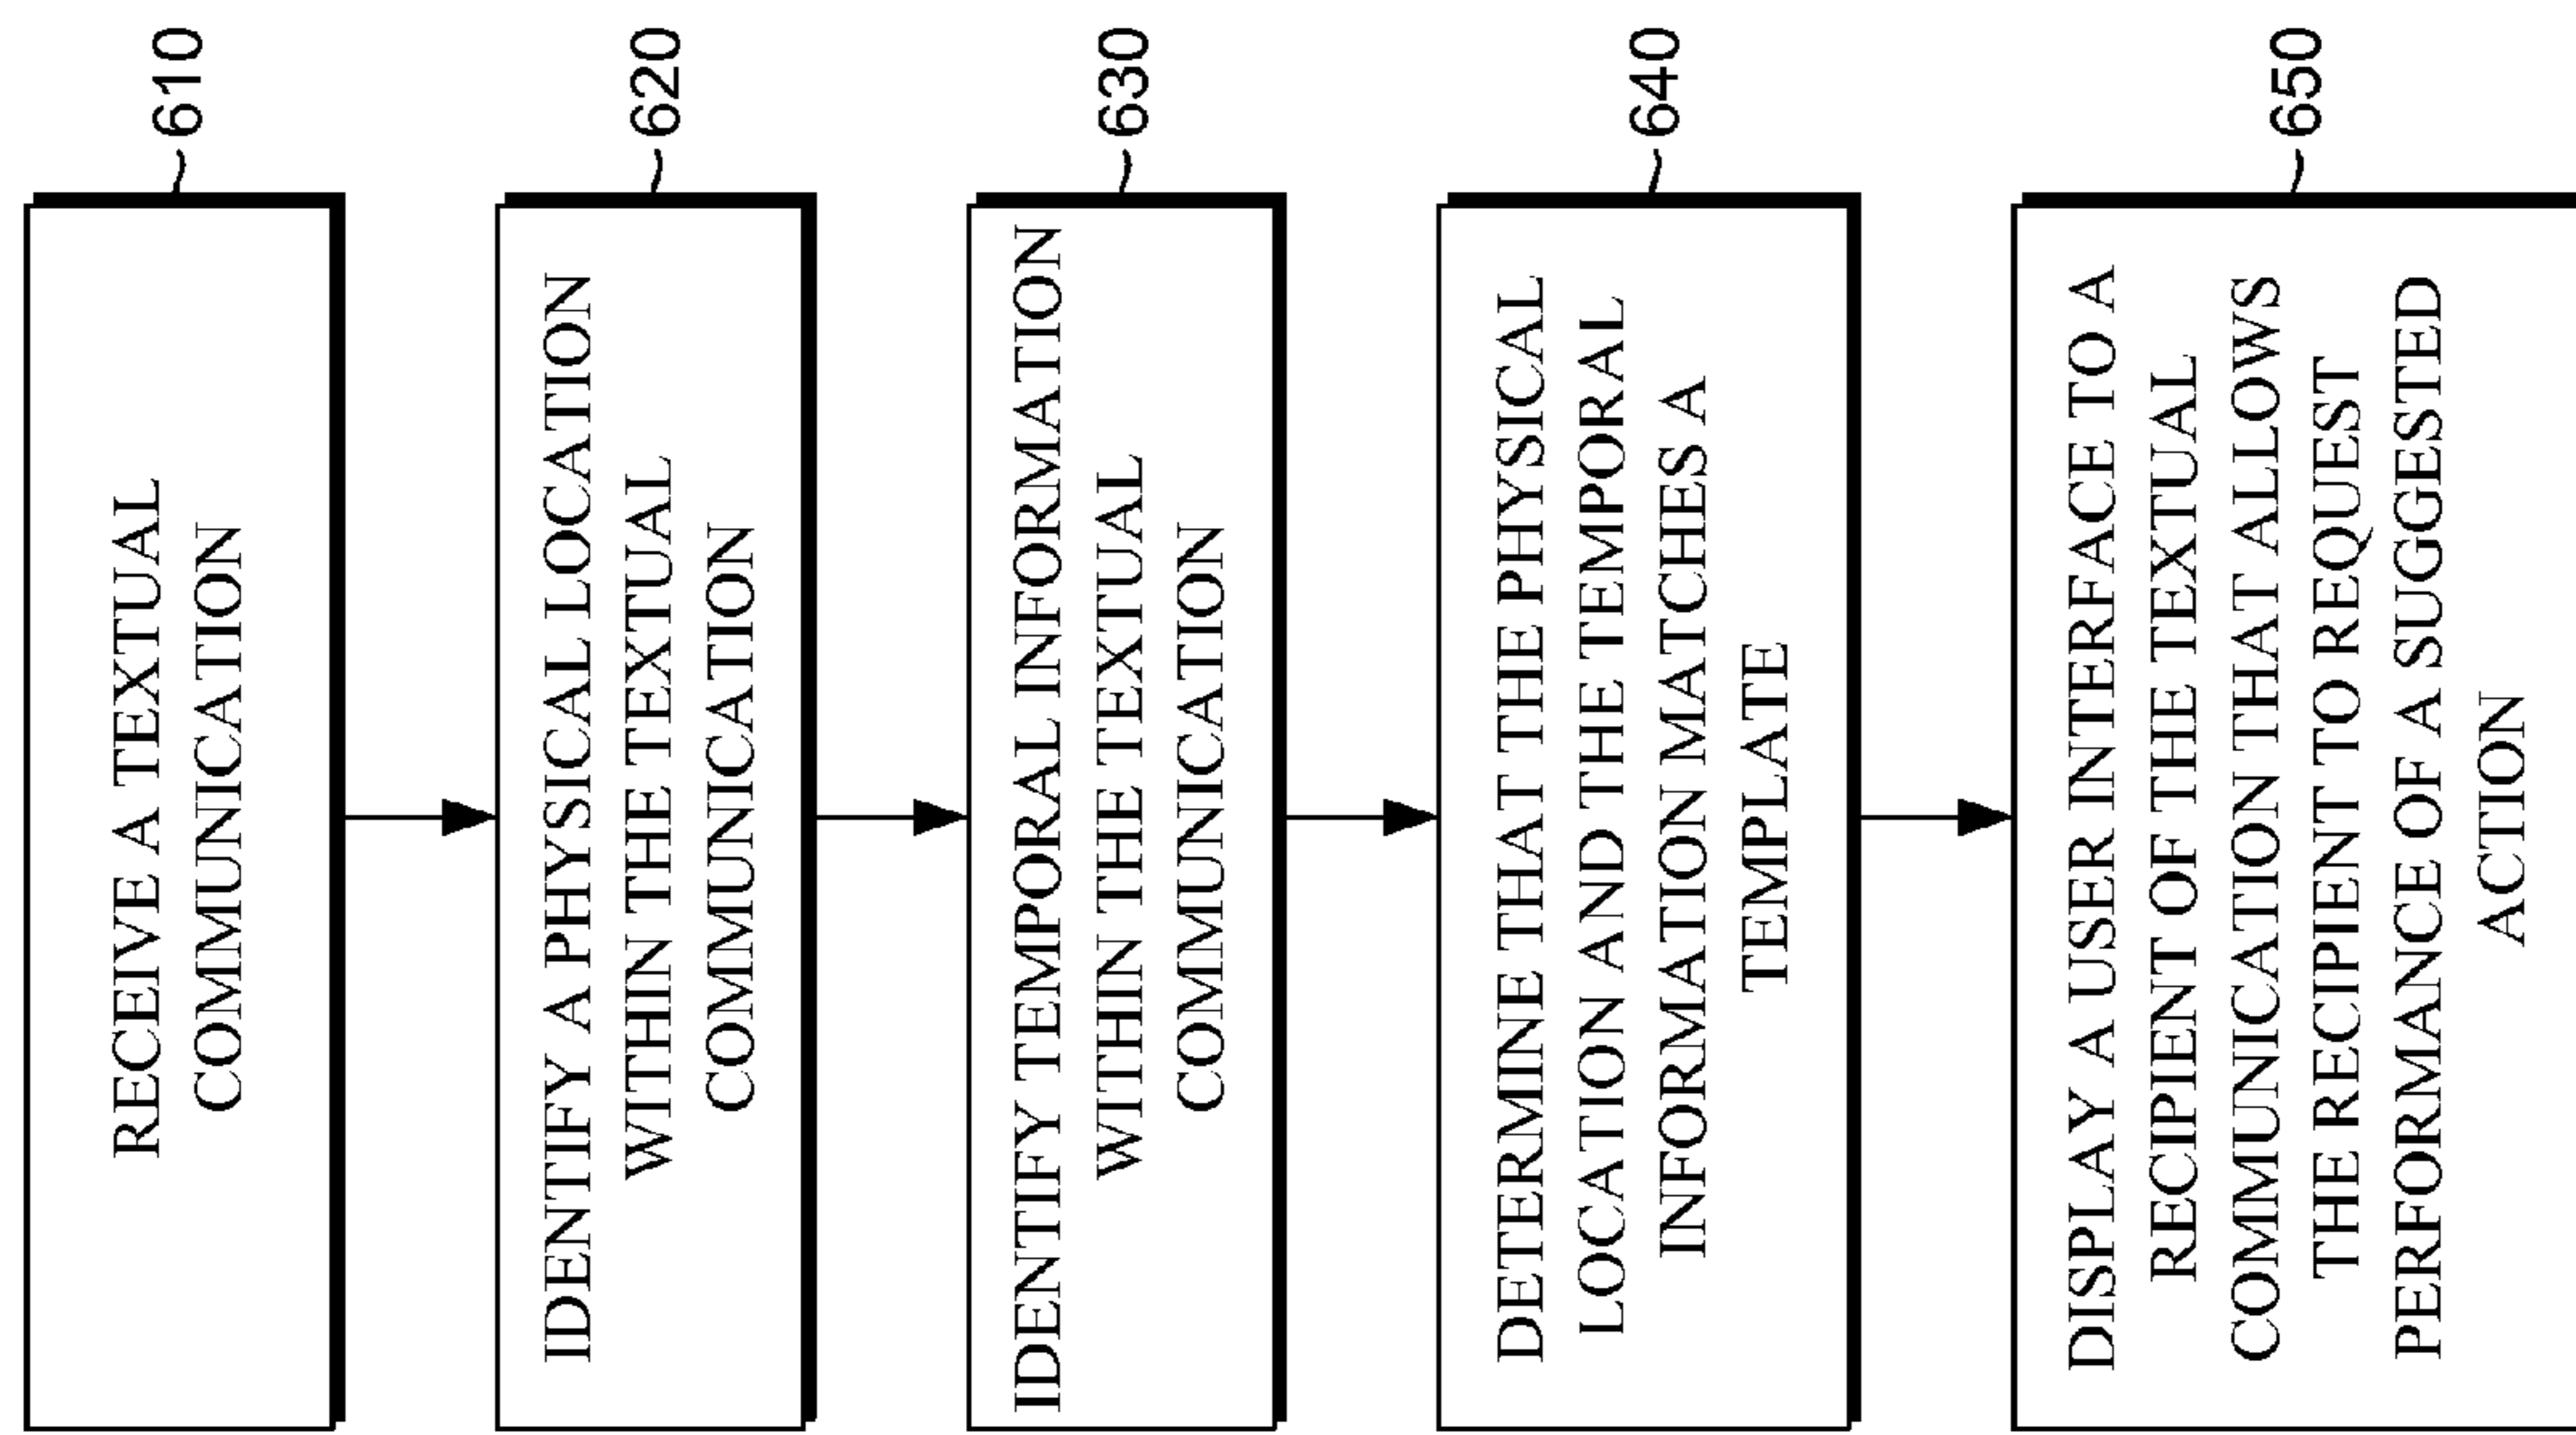 RECEIVE A TEXTUAL
COMMUNICATION
610
IDENTIFY A PHYSICAL LOCATION
WITHIN THE TEXTUAL
COMMUNICATION
620
IDENTIFY TEMPORAL INFORMATION
WITHIN THE TEXTUAL
COMMUNICATION
630
DETERMINE THAT THE PHYSICAL
LOCATION AND THE TEMPORAL
INFORMATION MATCHES A
TEMPLATE
640
DISPLAY A USER INTERFACE TO A
RECIPIENT OF THE TEXTUAL
COMMUNICATION THAT ALLOWS
THE RECIPIENT TO REQUEST
PERFORMANCE OF A SUGGESTED
ACTION
650